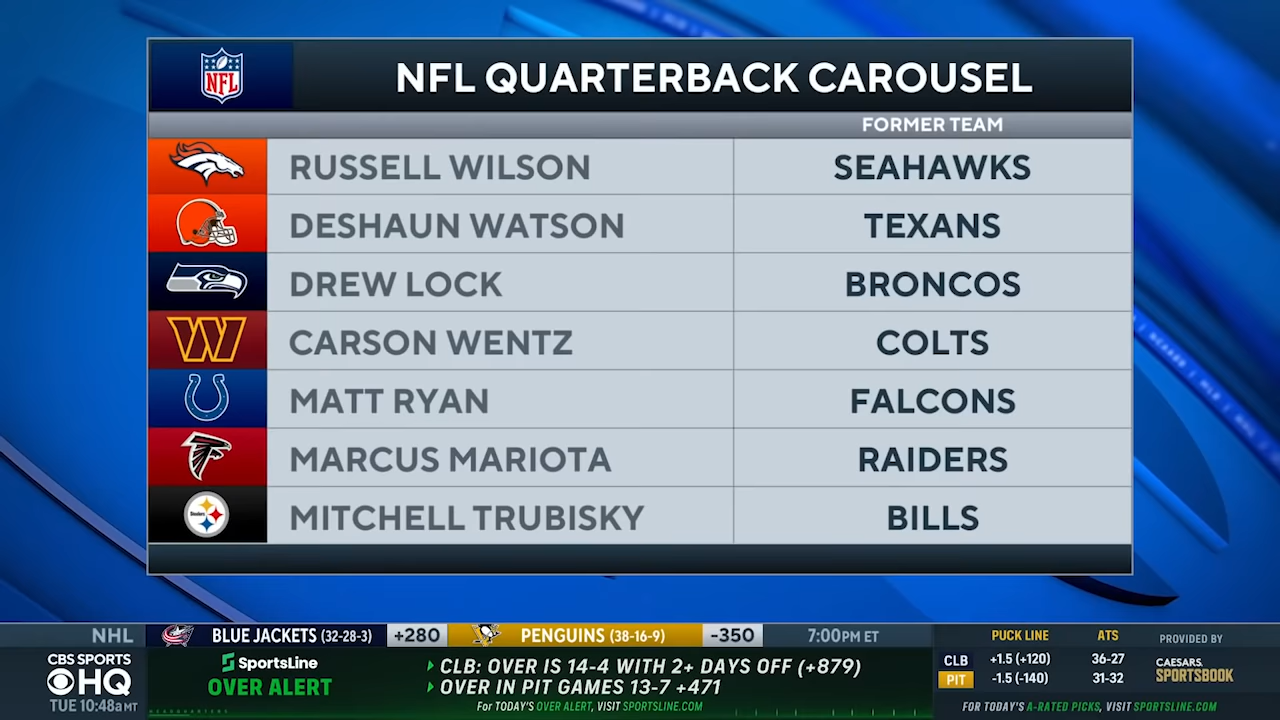 NFL
NFL QUARTERBACK CAROUSEL
FORMER TEAM
RUSSELL WILSON SEAHAWKS
DESHAUN WATSON TEXANS
DREW LOCK BRONCOS
CARSON WENTZ COLTS
MATT RYAN FALCONS
MARCUS MARIOTA RAIDERS
Steelers
MITCHELL TRUBISKY BILLS
NHL BLUE JACKETS (32-28-3) +280 PENGUINS (38-16-9) -350 7:00PM ET
CBS SPORTS
HQ
TUE 10:48AM MT
SportsLine
OVER ALERT
CLB: OVER IS 14-4 WITH 2+ DAYS OFF (+879)
OVER IN PIT GAMES 13-7 +471
FOR TODAY'S OVER ALERT, VISIT SPORTSLINE.COM
HEADQUARTERS
PUCK LINE ATS
CLB +1.5 (+120) 36-27
PIT -1.5 (-140) 31-32
PROVIDED BY
CAESARS
SPORTSBOOK
FOR TODAY'S A-RATED PICKS, VISIT SPORTSLINE.COM